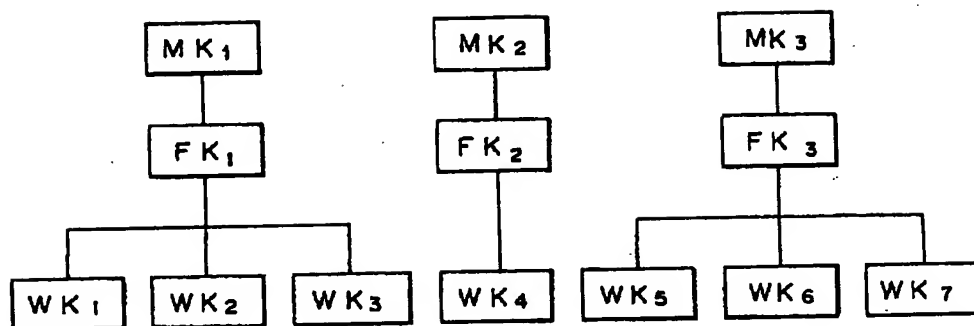 MK₁ MK₂ MK₃
FK₁ FK₂ FK₃
WK₁ WK₂ WK₃ WK₄ WK₅ WK₆ WK₇